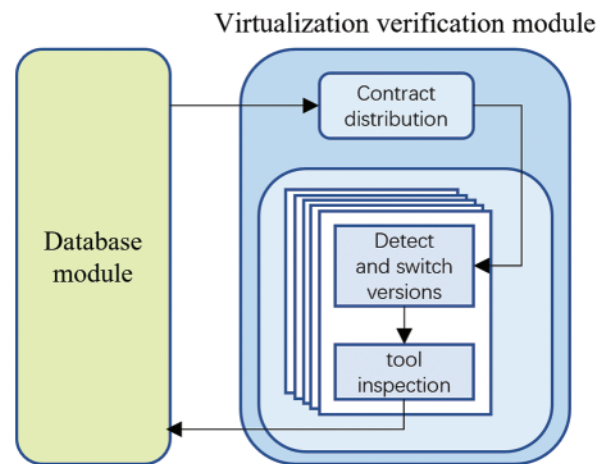 Virtualization verification module
Contract
distribution
Database
module
Detect
and switch
versions
tool
inspection